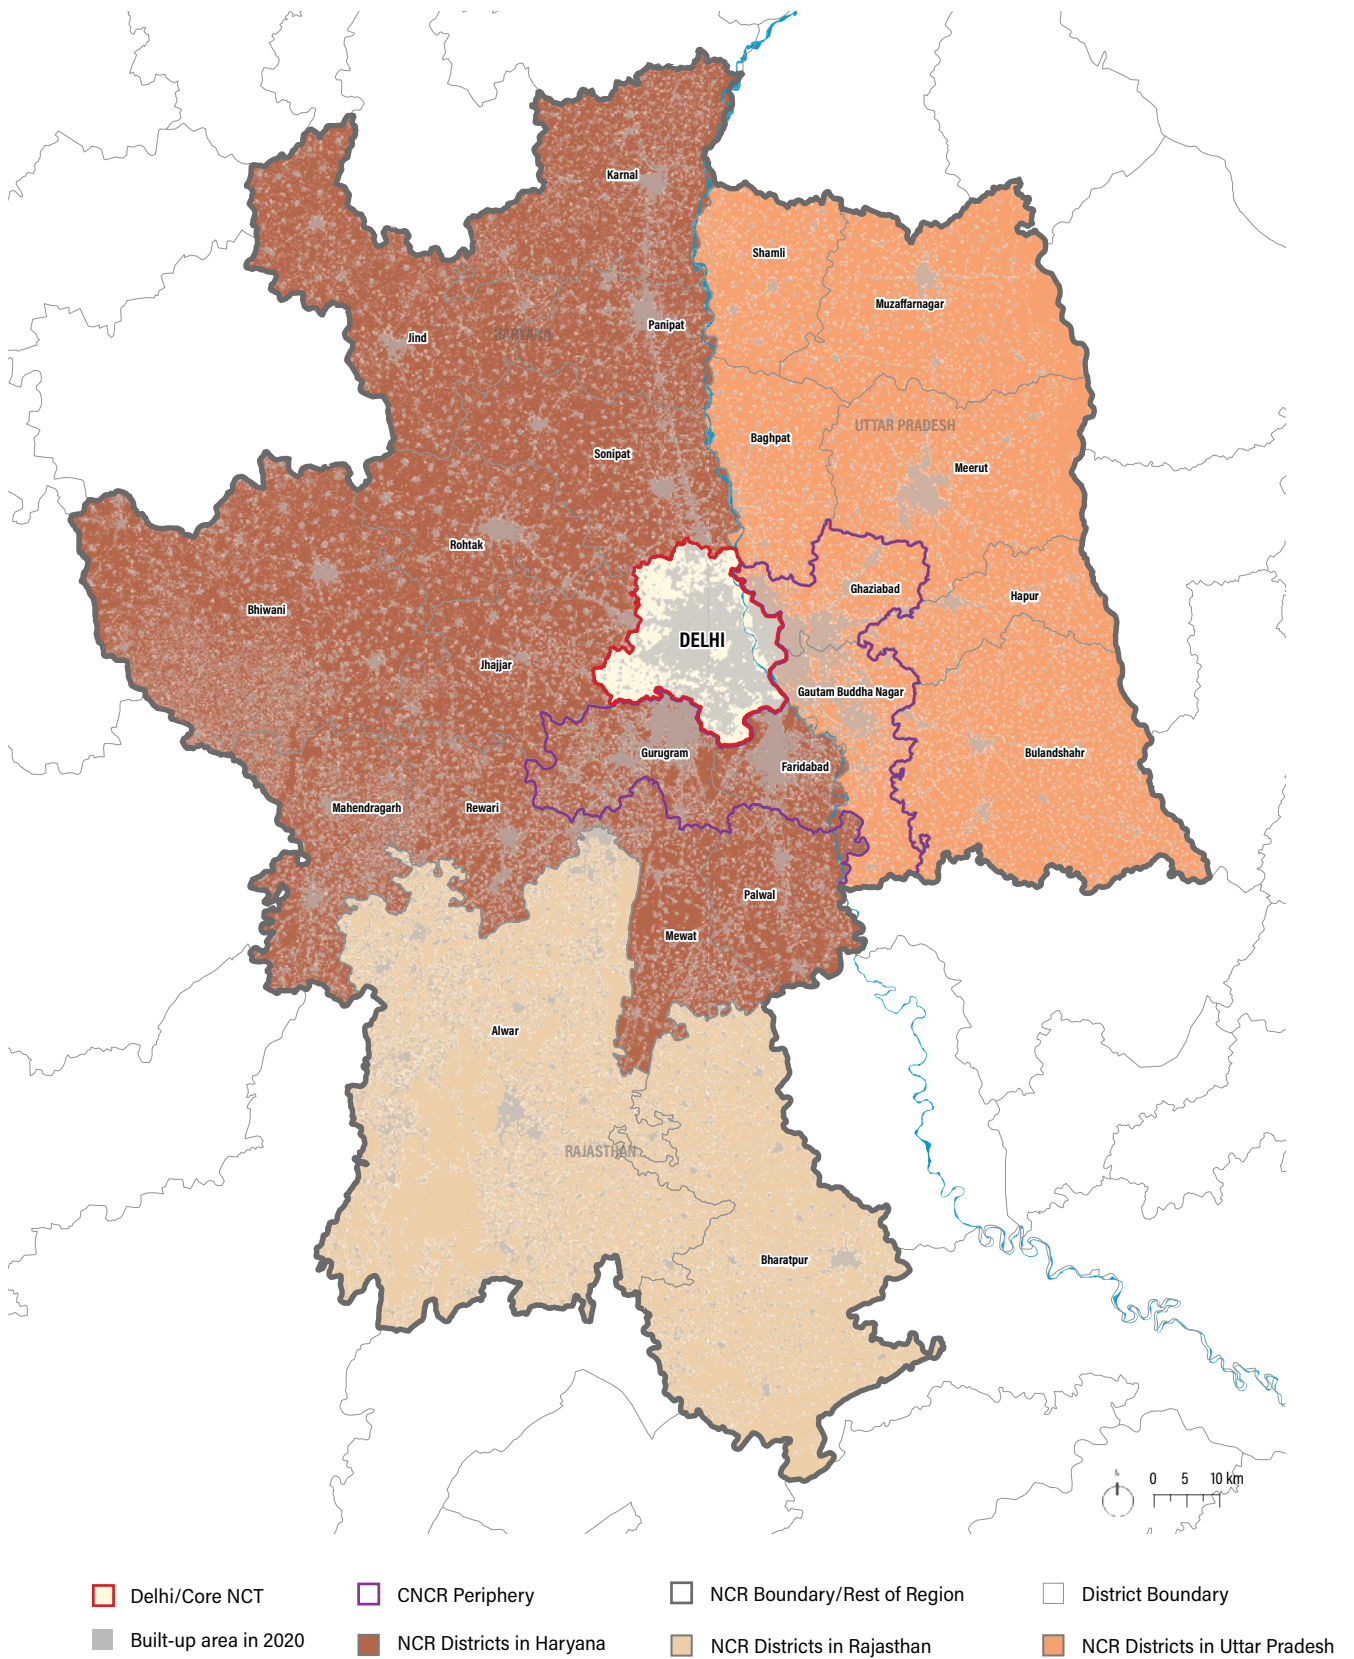 Karnal
Shamli
Muzaffarnagar
Panipat
HARYANA
Jind
UTTAR PRADESH
Baghpat
Sonipat
Meerut
Rohtak
Ghaziabad
Hapur
Bhiwani
DELHI
Jhajjar
Gautam Buddha Nagar
Gurugram
Bulandshahr
Faridabad
Mahendragarh
Rewari
Palwal
Mewat
Alwar
RAJASTHAN
Bharatpur
N
0 5 10 km
Delhi/Core NCT
CNCR Periphery
NCR Boundary/Rest of Region
District Boundary
Built-up area in 2020
NCR Districts in Haryana
NCR Districts in Rajasthan
NCR Districts in Uttar Pradesh